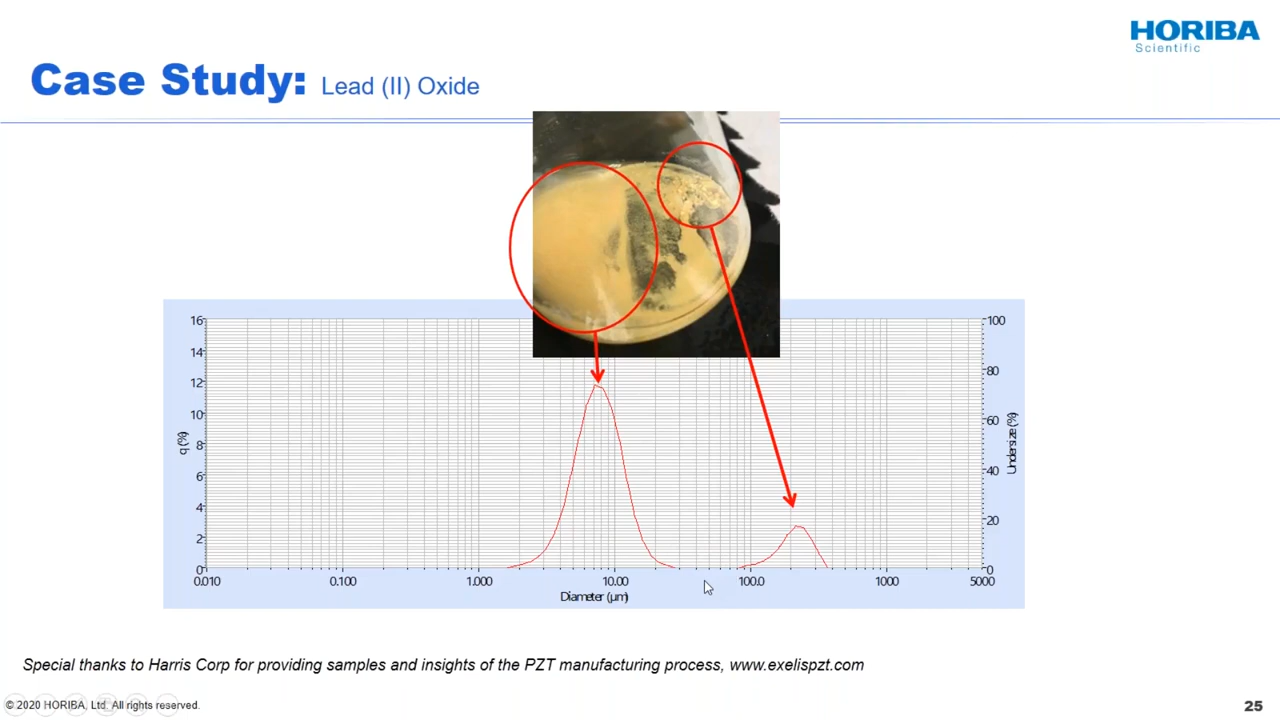 HORIBA
Scientific
Case Study: Lead (II) Oxide
16
14
12
10
8
6
4
2
0
q (%)
100
80
60
40
20
0
Undersize (%)
0.010 0.100 1.000 10.00 100.0 1000 5000
Diameter (µm)
Special thanks to Harris Corp for providing samples and insights of the PZT manufacturing process, www.exelispzt.com
© 2020 HORIBA, Ltd. All rights reserved.
25